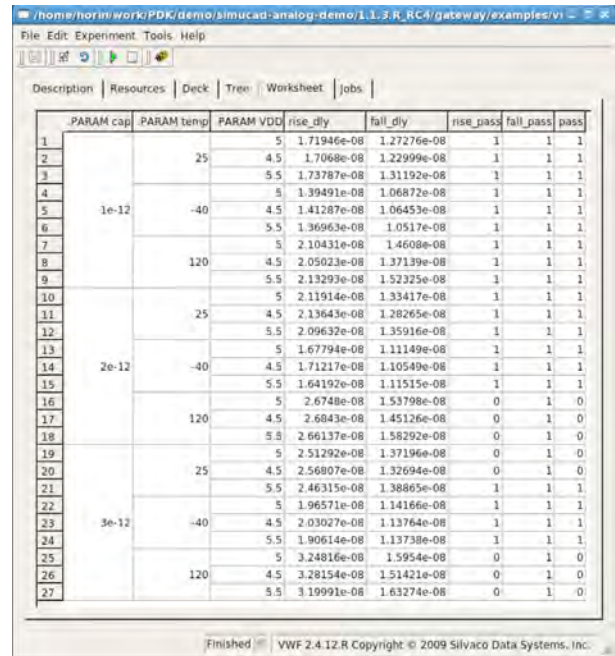 /home/horin/work/PDK/demo/simucad-analog-demo/1.1.3.R_RC4/gateway/examples/vi
File Edit Experiment Tools Help
Description Resources Deck Tree Worksheet Jobs
.PARAM cap .PARAM temp .PARAM VDD rise_dly fall_dly rise_pass fall_pass pass
1 5 1.71946e-08 1.27276e-08 1 1 1
2 25 4.5 1.7068e-08 1.22999e-08 1 1 1
3 5.5 1.73787e-08 1.31192e-08 1 1 1
4 5 1.39491e-08 1.06872e-08 1 1 1
5 1e-12 -40 4.5 1.41287e-08 1.06453e-08 1 1 1
6 5.5 1.36963e-08 1.0517e-08 1 1 1
7 5 2.10431e-08 1.4608e-08 1 1 1
8 120 4.5 2.05023e-08 1.37139e-08 1 1 1
9 5.5 2.13293e-08 1.52325e-08 1 1 1
10 5 2.11914e-08 1.33417e-08 1 1 1
11 25 4.5 2.13643e-08 1.28265e-08 1 1 1
12 5.5 2.09632e-08 1.35916e-08 1 1 1
13 5 1.67794e-08 1.11149e-08 1 1 1
14 2e-12 -40 4.5 1.71217e-08 1.10549e-08 1 1 1
15 5.5 1.64192e-08 1.11515e-08 1 1 1
16 5 2.6748e-08 1.53798e-08 0 1 0
17 120 4.5 2.6843e-08 1.45126e-08 0 1 0
18 5.5 2.66137e-08 1.58292e-08 0 1 0
19 5 2.51292e-08 1.37196e-08 0 1 0
20 25 4.5 2.56807e-08 1.32694e-08 0 1 0
21 5.5 2.46315e-08 1.38865e-08 1 1 1
22 5 1.96571e-08 1.14166e-08 1 1 1
23 3e-12 -40 4.5 2.03027e-08 1.13764e-08 1 1 1
24 5.5 1.90614e-08 1.13738e-08 1 1 1
25 5 3.24816e-08 1.5954e-08 0 1 0
26 120 4.5 3.28154e-08 1.51421e-08 0 1 0
27 5.5 3.19991e-08 1.63274e-08 0 1 0
Finished VWF 2.4.12.R Copyright © 2009 Silvaco Data Systems, Inc.